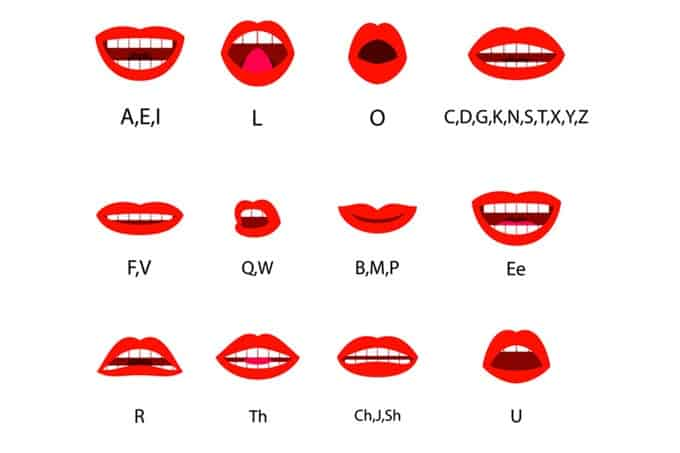 A,E,I L O C,D,G,K,N,S,T,X,Y,Z
F,V Q,W B,M,P Ee
R Th Ch,J,Sh U